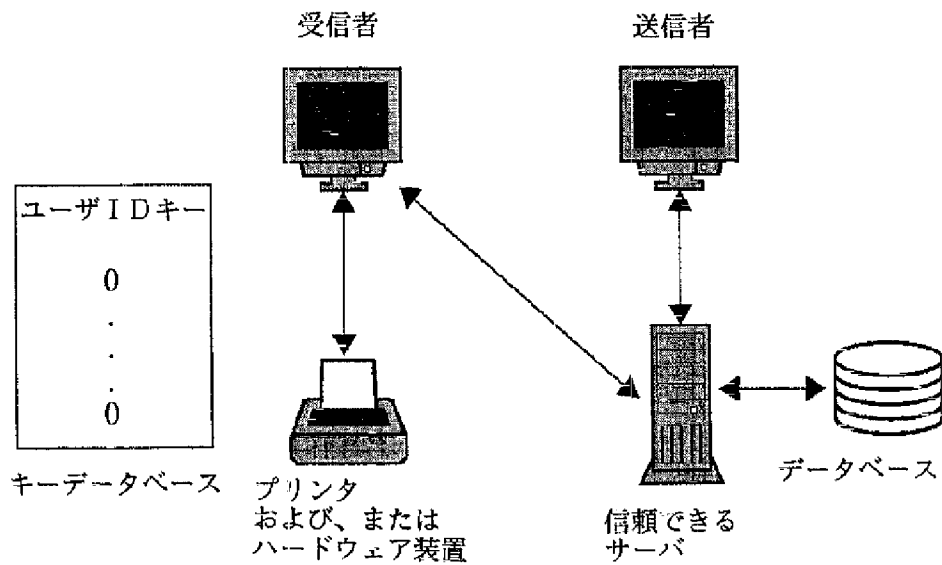 受信者
送信者
ユーザIDキー
0
.
.
.
0
キーデータベース
プリンタ
および、または
ハードウェア装置
信頼できる
サーバ
データベース